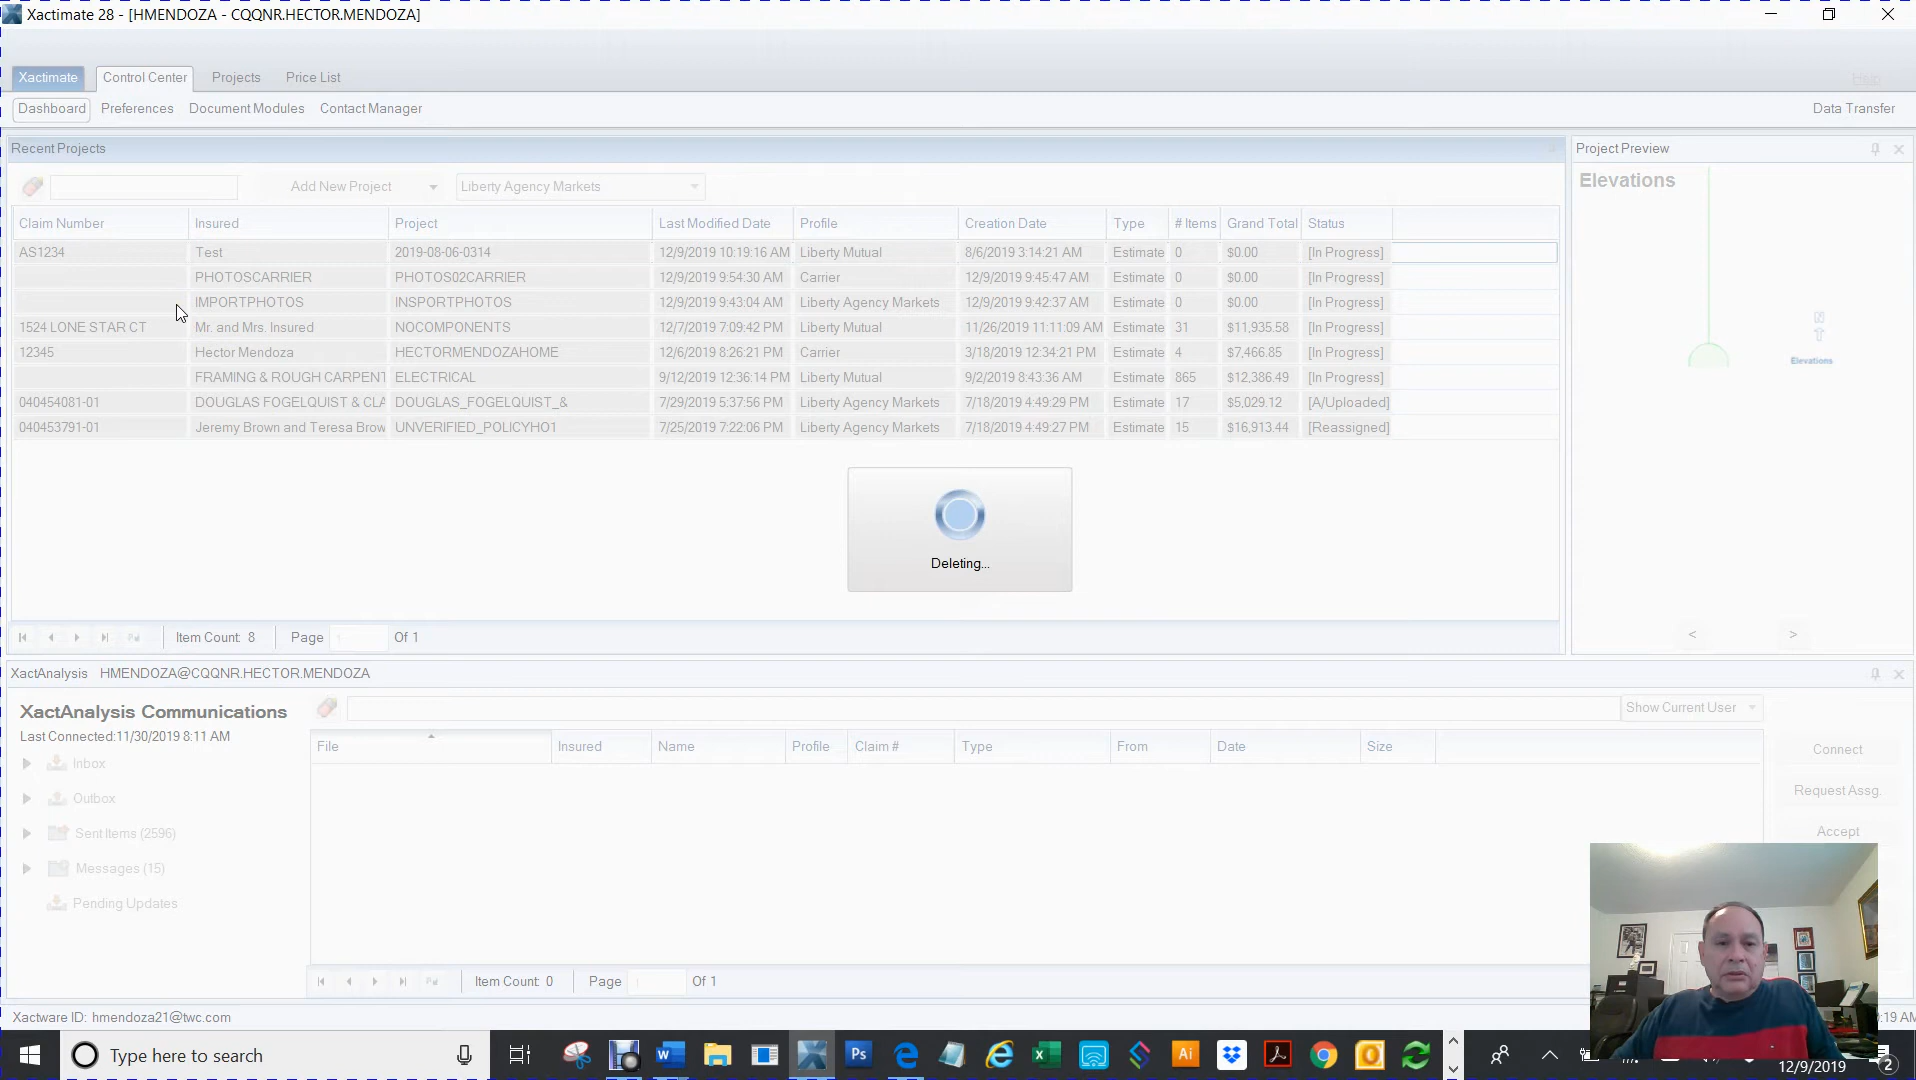 Xactimate 28 - [HMENDOZA - CQQNR.HECTOR.MENDOZA]
Xactimate Control Center Projects Price List Help
Dashboard Preferences Document Modules Contact Manager Data Transfer
Recent Projects
Add New Project Liberty Agency Markets
Claim Number Insured Project Last Modified Date Profile Creation Date Type # Items Grand Total Status
AS1234 Test 2019-08-06-0314 12/9/2019 10:19:16 AM Liberty Mutual 8/6/2019 3:14:21 AM Estimate 0 $0.00 [In Progress]
PHOTOSCARRIER PHOTOS02CARRIER 12/9/2019 9:54:30 AM Carrier 12/9/2019 9:45:47 AM Estimate 0 $0.00 [In Progress]
IMPORTPHOTOS INSPORTPHOTOS 12/9/2019 9:43:04 AM Liberty Agency Markets 12/9/2019 9:42:37 AM Estimate 0 $0.00 [In Progress]
1524 LONE STAR CT Mr. and Mrs. Insured NOCOMPONENTS 12/7/2019 7:09:42 PM Liberty Mutual 11/26/2019 11:11:09 AM Estimate 31 $11,935.58 [In Progress]
12345 Hector Mendoza HECTORMENDOZAHOME 12/6/2019 8:26:21 PM Carrier 3/18/2019 12:34:21 PM Estimate 4 $7,466.85 [In Progress]
FRAMING & ROUGH CARPENT ELECTRICAL 9/12/2019 12:36:14 PM Liberty Mutual 9/2/2019 8:43:36 AM Estimate 865 $12,386.49 [In Progress]
040454081-01 DOUGLAS FOGELQUIST & CLA DOUGLAS_FOGELQUIST_& 7/29/2019 5:37:56 PM Liberty Agency Markets 7/18/2019 4:49:29 PM Estimate 17 $5,029.12 [A/Uploaded]
040453791-01 Jeremy Brown and Teresa Brow UNVERIFIED_POLICYHO1 7/25/2019 7:22:06 PM Liberty Agency Markets 7/18/2019 4:49:27 PM Estimate 15 $16,913.44 [Reassigned]
Deleting...
Item Count: 8 Page 1 Of 1
Project Preview
Elevations
Elevations
< >
XactAnalysis HMENDOZA@CQQNR.HECTOR.MENDOZA
XactAnalysis Communications
Last Connected:11/30/2019 8:11 AM
Inbox
Outbox
Sent Items (2596)
Messages (15)
Pending Updates
Show Current User
File Insured Name Profile Claim # Type From Date Size
Connect
Request Assg.
Accept
Item Count: 0 Page 1 Of 1
Xactware ID: hmendoza21@twc.com
:19 AM
Type here to search
Ps
Ai
12/9/2019
2